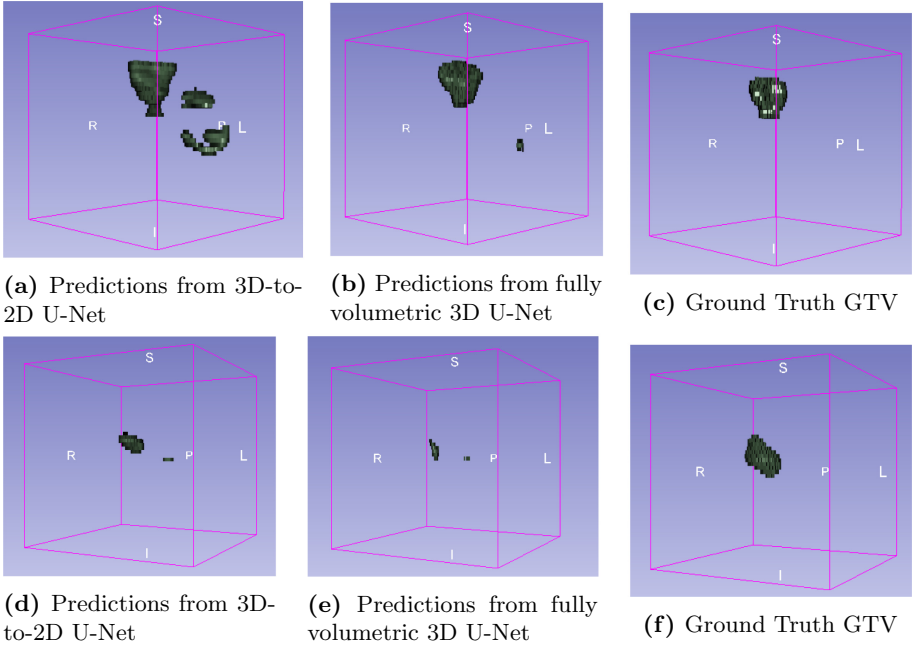 S
R
P L
I
S
R
P L
I
S
R
P L
I
(a) Predictions from 3D-to-
2D U-Net
(b) Predictions from fully
volumetric 3D U-Net
(c) Ground Truth GTV
S
R
P
L
I
S
R
P
L
I
S
R
P
L
I
(d) Predictions from 3D-
to-2D U-Net
(e) Predictions from fully
volumetric 3D U-Net
(f) Ground Truth GTV